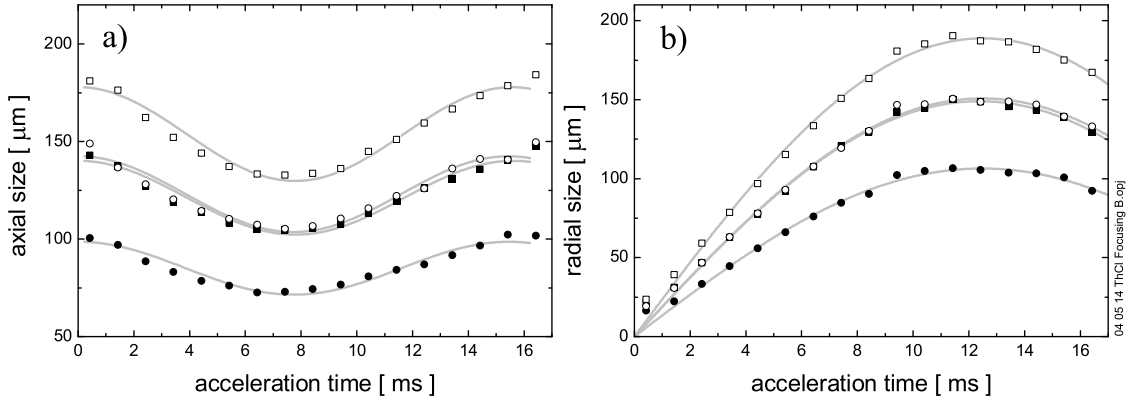 a)
200
150
100
50
axial size [ μm ]
0 2 4 6 8 10 12 14 16
acceleration time [ ms ]
b)
200
150
100
50
0
radial size [ μm ]
0 2 4 6 8 10 12 14 16
acceleration time [ ms ]
04 05 14 ThCl Focusing B.opj